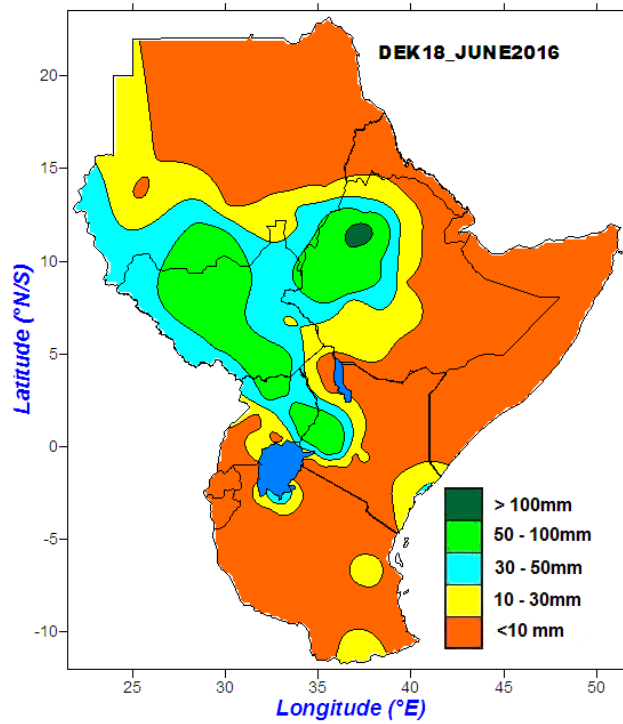 DEK18_JUNE2016
20
15
10
5
0
-5
-10
Latitude (°N/S)
> 100mm
50 - 100mm
30 - 50mm
10 - 30mm
<10 mm
25 30 35 40 45 50
Longitude (°E)